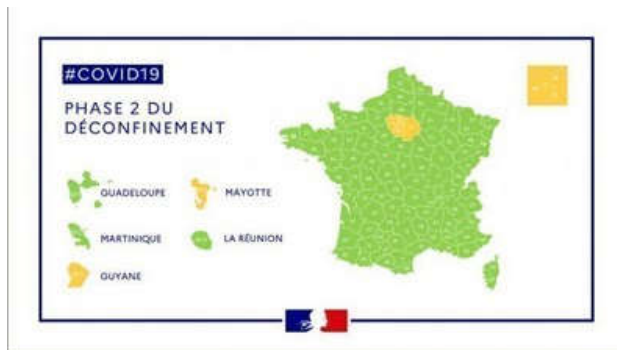 #COVID19
PHASE 2 DU
DÉCONFINEMENT
GUADELOUPE
MAYOTTE
MARTINIQUE
LA RÉUNION
GUYANE